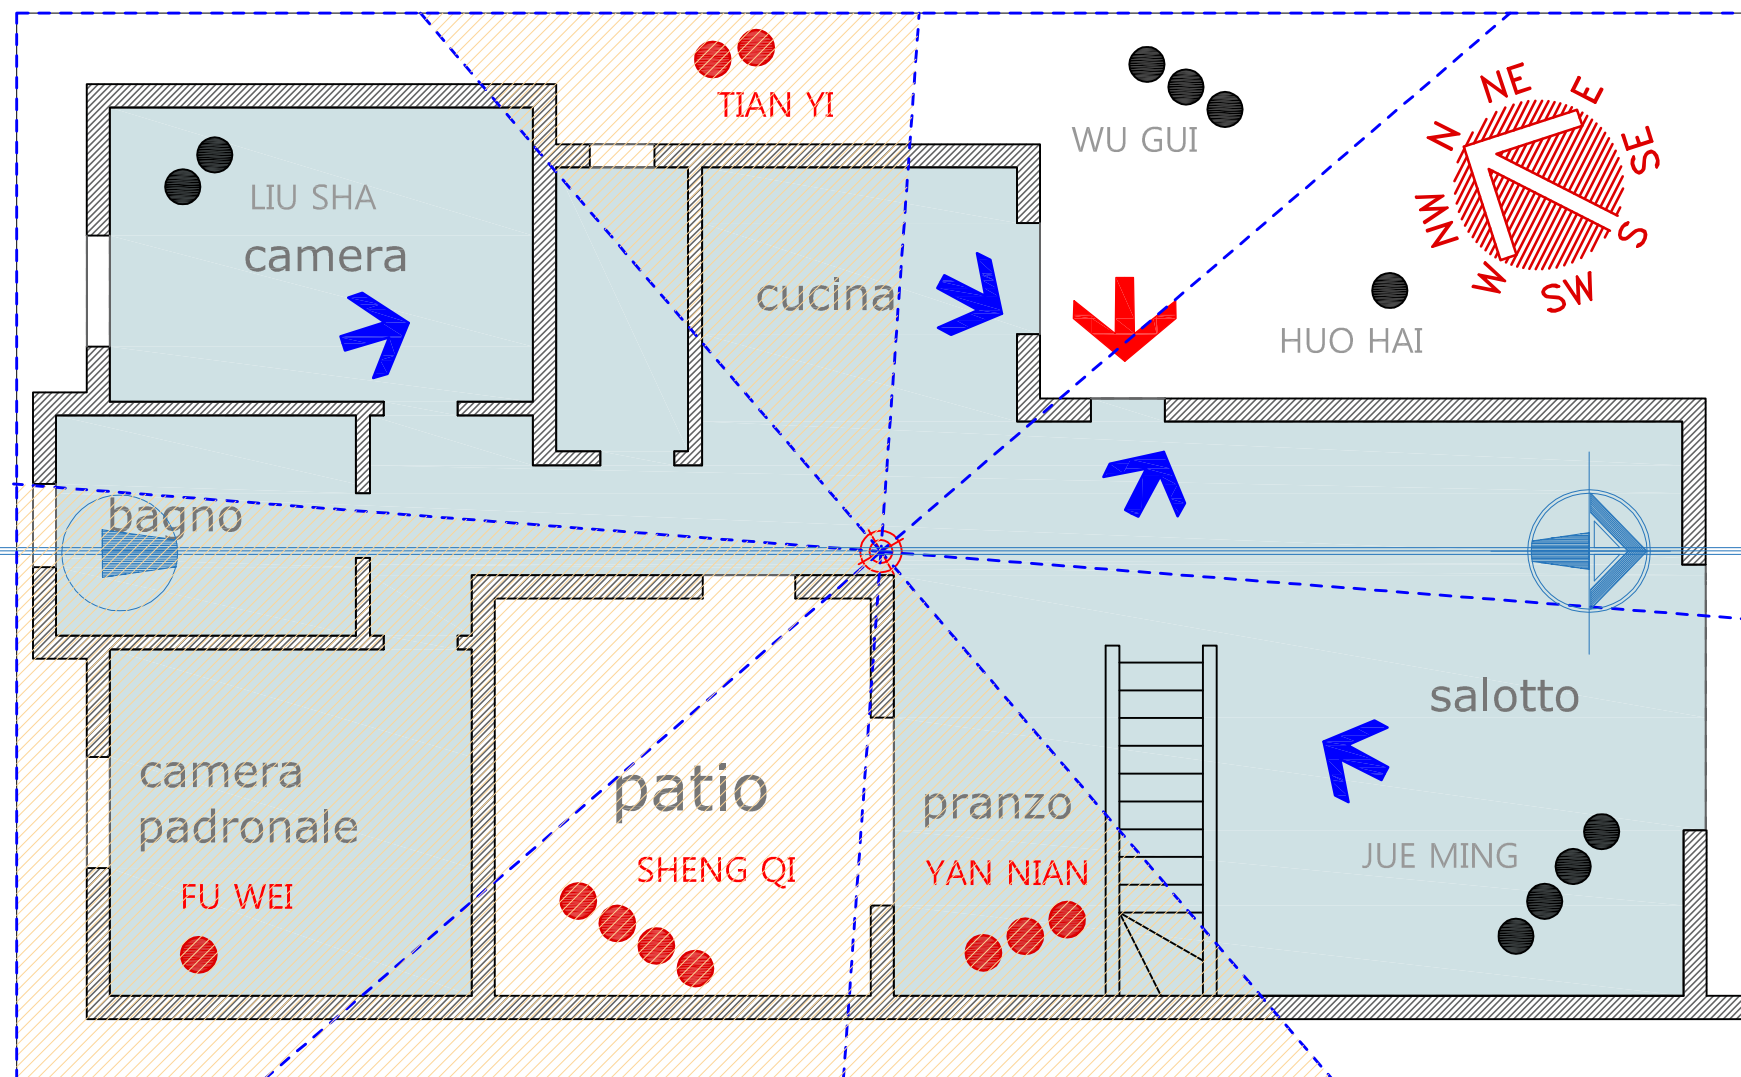 TIAN YI
WU GUI
NE
E
N
SE
LIU SHA
camera
NW
S
W
SW
cucina
HUO HAI
bagno
salotto
camera
padronale
patio
pranzo
FU WEI
SHENG QI
YAN NIAN
JUE MING